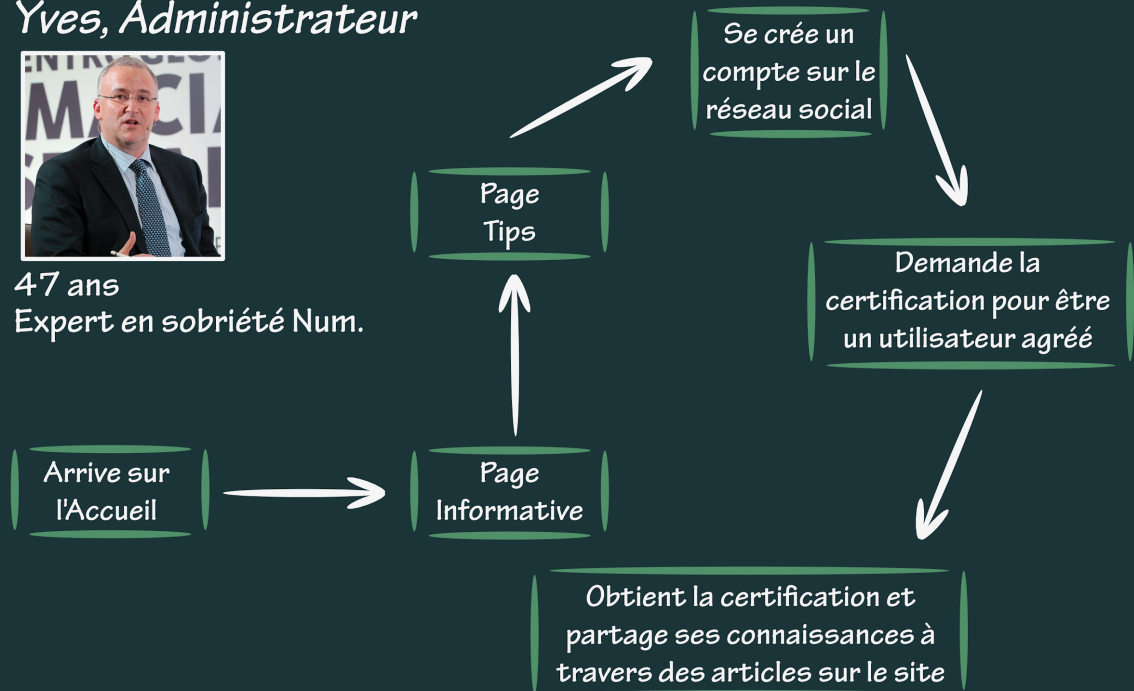 Yves, Administrateur
47 ans
Expert en sobriété Num.
Arrive sur
l'Accueil
Page
Informative
Page
Tips
Se crée un
compte sur le
réseau social
Demande la
certification pour être
un utilisateur agréé
Obtient la certification et
partage ses connaissances à
travers des articles sur le site